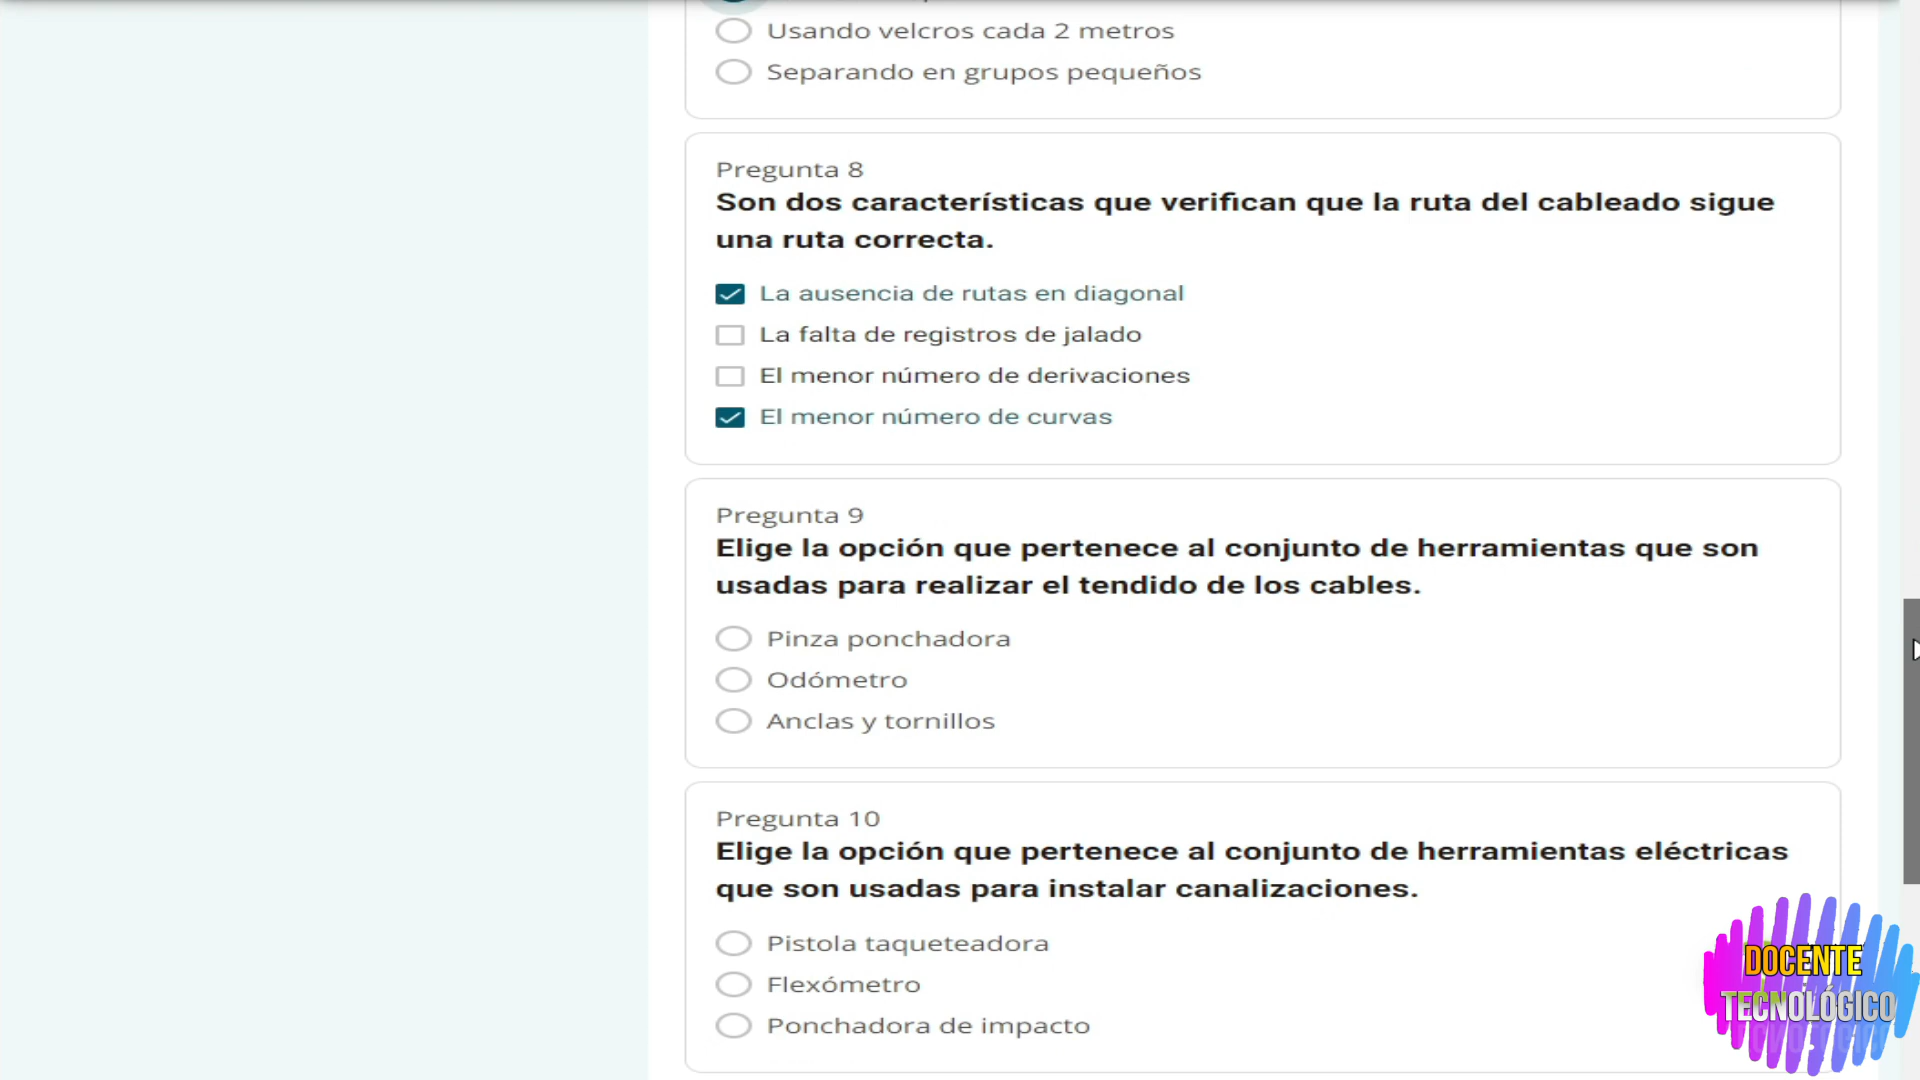 Usando velcros cada 2 metros
Separando en grupos pequeños
Pregunta 8
Son dos características que verifican que la ruta del cableado sigue
una ruta correcta.
La ausencia de rutas en diagonal
La falta de registros de jalado
El menor número de derivaciones
El menor número de curvas
Pregunta 9
Elige la opción que pertenece al conjunto de herramientas que son
usadas para realizar el tendido de los cables.
Pinza ponchadora
Odómetro
Anclas y tornillos
Pregunta 10
Elige la opción que pertenece al conjunto de herramientas eléctricas
que son usadas para instalar canalizaciones.
Pistola taqueteadora
Flexómetro
Ponchadora de impacto
DOCENTE
TECNOLÓGICO